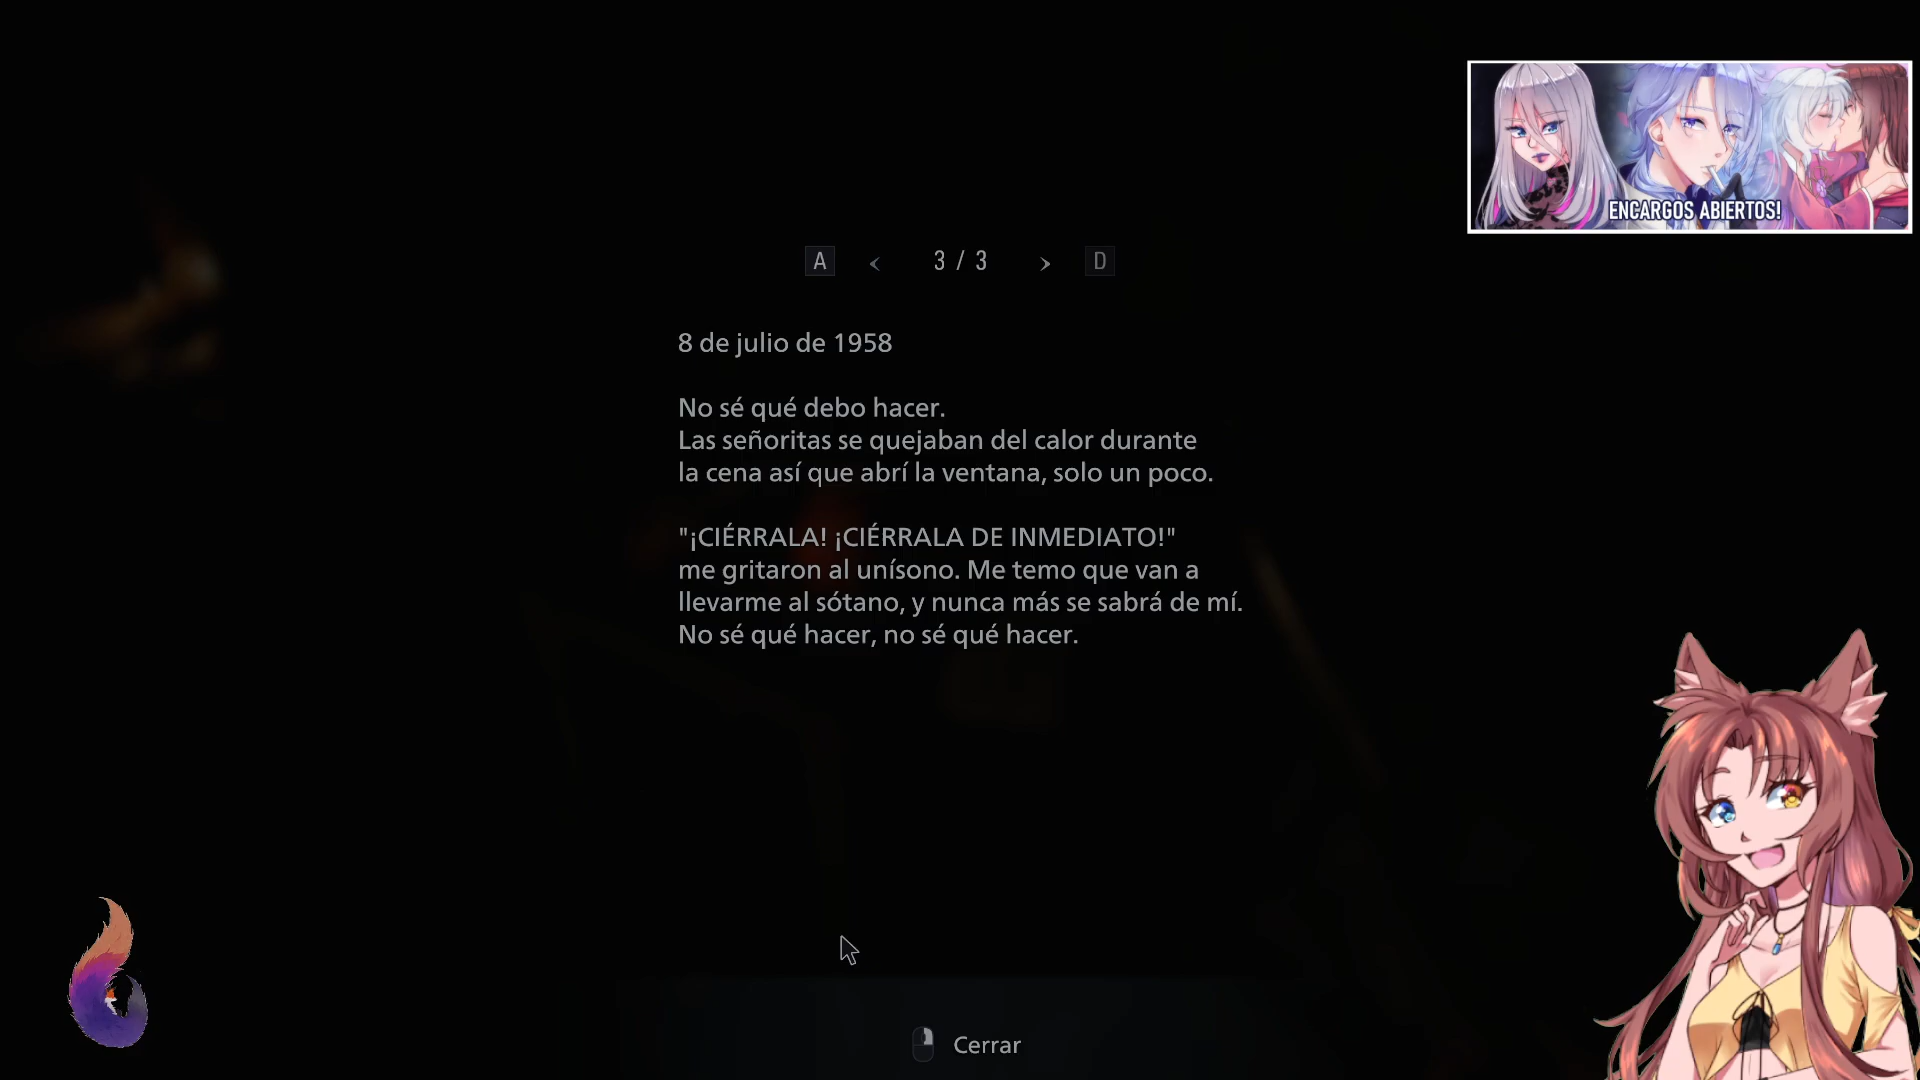 ENCARGOS ABIERTOS!
A < 3 / 3 > D
8 de julio de 1958
No sé qué debo hacer.
Las señoritas se quejaban del calor durante
la cena así que abrí la ventana, solo un poco.
"¡CIÉRRALA! ¡CIÉRRALA DE INMEDIATO!"
me gritaron al unísono. Me temo que van a
llevarme al sótano, y nunca más se sabrá de mí.
No sé qué hacer, no sé qué hacer.
Cerrar